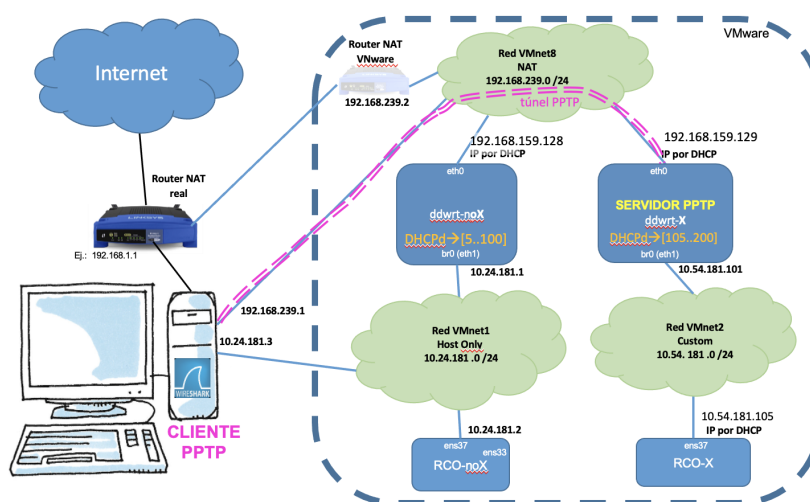 VMware
Internet
Router NAT
VNware
192.168.239.2
Red VMnet8
NAT
192.168.239.0 /24
túnel PPTP
192.168.159.128
IP por DHCP
192.168.159.129
IP por DHCP
Router NAT
real
LINKSYS
Ej.: 192.168.1.1
eth0
ddwrt-noX
DHCPd→[5..100]
br0 (eth1)
10.24.181.1
eth0
SERVIDOR PPTP
ddwrt-X
DHCPd→[105..200]
br0 (eth1)
10.54.181.101
192.168.239.1
10.24.181.3
WIRESHARK
CLIENTE
PPTP
Red VMnet1
Host Only
10.24.181 .0 /24
Red VMnet2
Custom
10.54. 181 .0 /24
10.24.181.2
ens37
ens33
RCO-noX
10.54.181.105
IP por DHCP
ens37
RCO-X